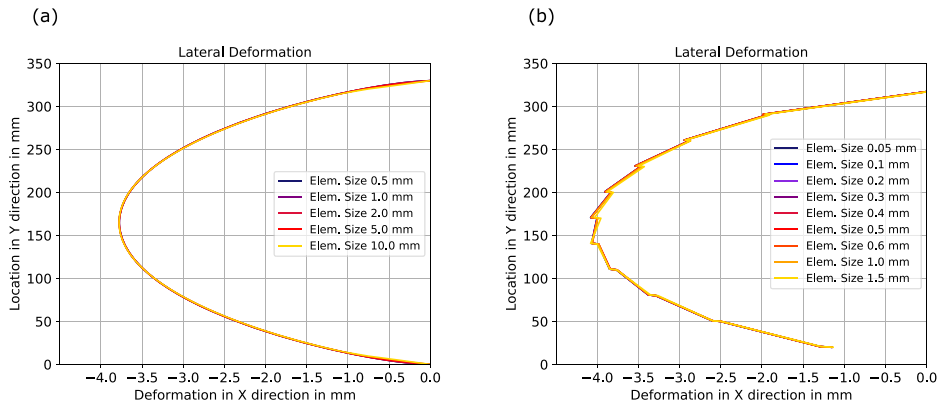 (a)
Lateral Deformation
350
300
250
200
150
100
50
0
Location in Y direction in mm
Elem. Size 0.5 mm
Elem. Size 1.0 mm
Elem. Size 2.0 mm
Elem. Size 5.0 mm
Elem. Size 10.0 mm
−4.0 −3.5 −3.0 −2.5 −2.0 −1.5 −1.0 −0.5 0.0
Deformation in X direction in mm
(b)
Lateral Deformation
350
300
250
200
150
100
50
0
Location in Y direction in mm
Elem. Size 0.05 mm
Elem. Size 0.1 mm
Elem. Size 0.2 mm
Elem. Size 0.3 mm
Elem. Size 0.4 mm
Elem. Size 0.5 mm
Elem. Size 0.6 mm
Elem. Size 1.0 mm
Elem. Size 1.5 mm
−4.0 −3.5 −3.0 −2.5 −2.0 −1.5 −1.0 −0.5 0.0
Deformation in X direction in mm